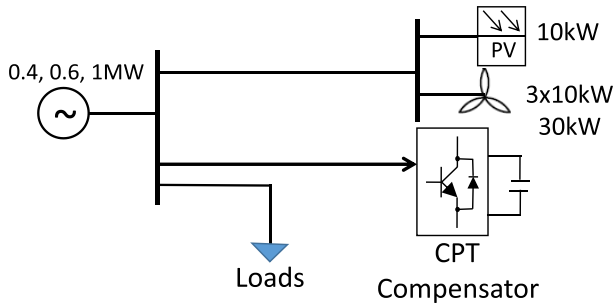 0.4, 0.6, 1MW
~
PV
10kW
3x10kW
30kW
Loads
CPT
Compensator